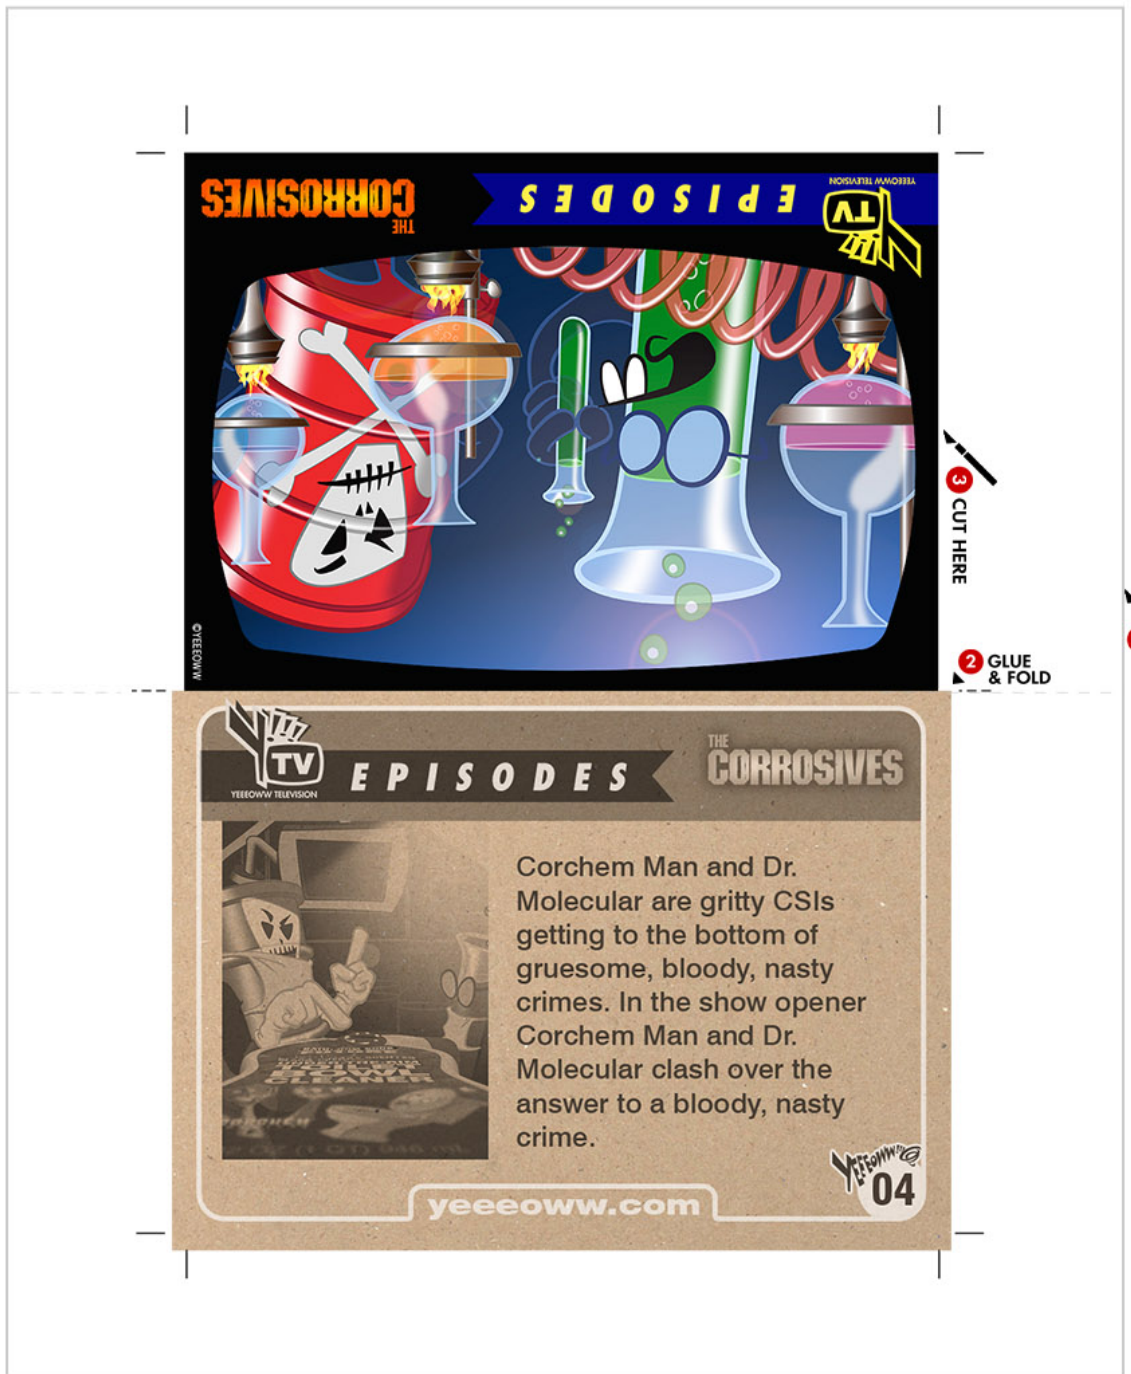 THE
CORROSIVES
EPISODES
TV
YEEEOWW TELEVISION
©YEEEOWW
3 CUT HERE
2 GLUE
& FOLD
TV
YEEEOWW TELEVISION
EPISODES
THE
CORROSIVES
Corchem Man and Dr.
Molecular are gritty CSIs
getting to the bottom of
gruesome, bloody, nasty
crimes. In the show opener
Corchem Man and Dr.
Molecular clash over the
answer to a bloody, nasty
crime.
TOILET
BOWL
CLEANER
YEEEOWW!!!
04
yeeeoww.com